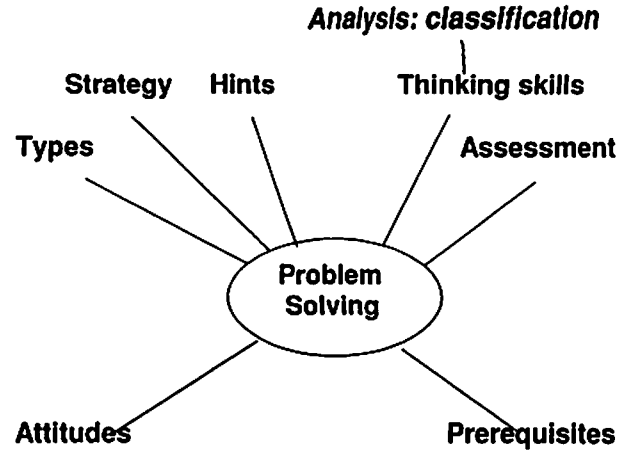 Analysis: classification
Strategy Hints Thinking skills
Types Assessment
Problem
Solving
Attitudes Prerequisites